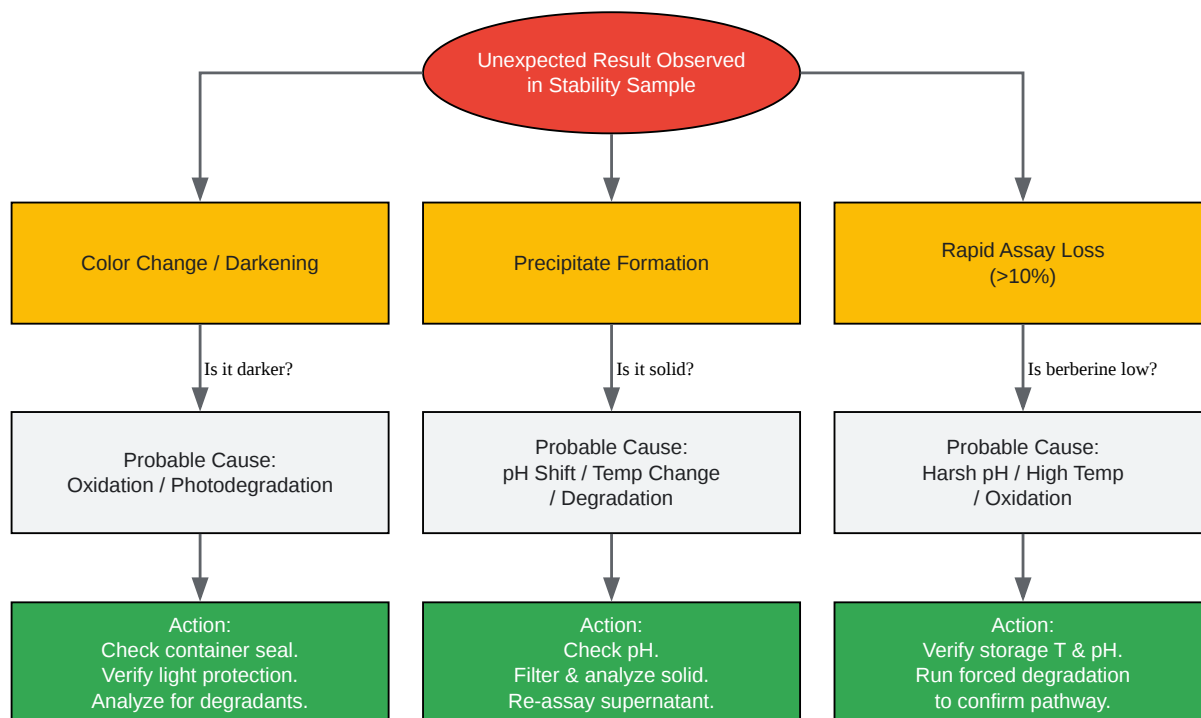 Unexpected Result Observed
in Stability Sample
Color Change / Darkening
Precipitate Formation
Rapid Assay Loss
(>10%)
Is it darker?
Is it solid?
Is berberine low?
Probable Cause:
Oxidation / Photodegradation
Probable Cause:
pH Shift / Temp Change
/ Degradation
Probable Cause:
Harsh pH / High Temp
/ Oxidation
Action:
Check container seal.
Verify light protection.
Analyze for degradants.
Action:
Check pH.
Filter & analyze solid.
Re-assay supernatant.
Action:
Verify storage T & pH.
Run forced degradation
to confirm pathway.